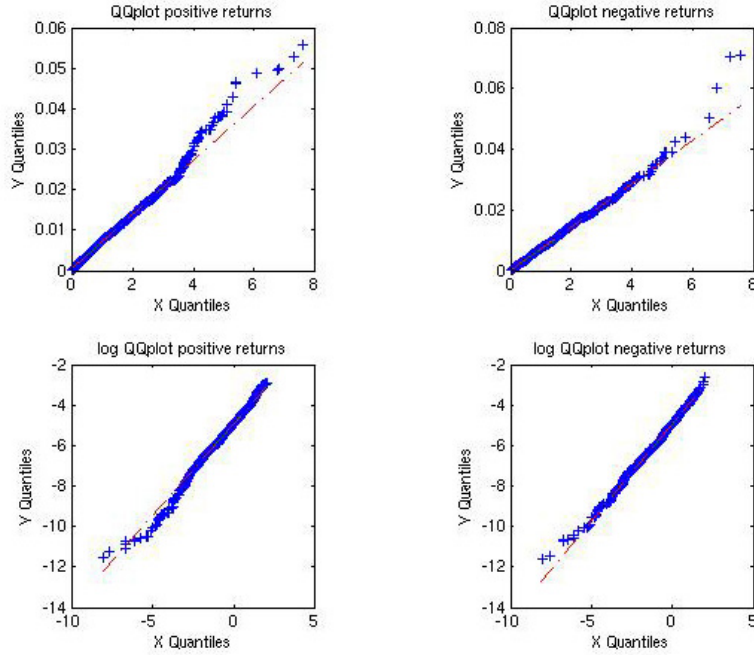 QQplot positive returns
0.06
0.05
0.04
0.03
0.02
0.01
0
Y Quantiles
0 2 4 6 8
X Quantiles
QQplot negative returns
0.08
0.06
0.04
0.02
0
Y Quantiles
0 2 4 6 8
X Quantiles
log QQplot positive returns
-2
-4
-6
-8
-10
-12
-14
Y Quantiles
-10 -5 0 5
X Quantiles
log QQplot negative returns
-2
-4
-6
-8
-10
-12
-14
Y Quantiles
-10 -5 0 5
X Quantiles